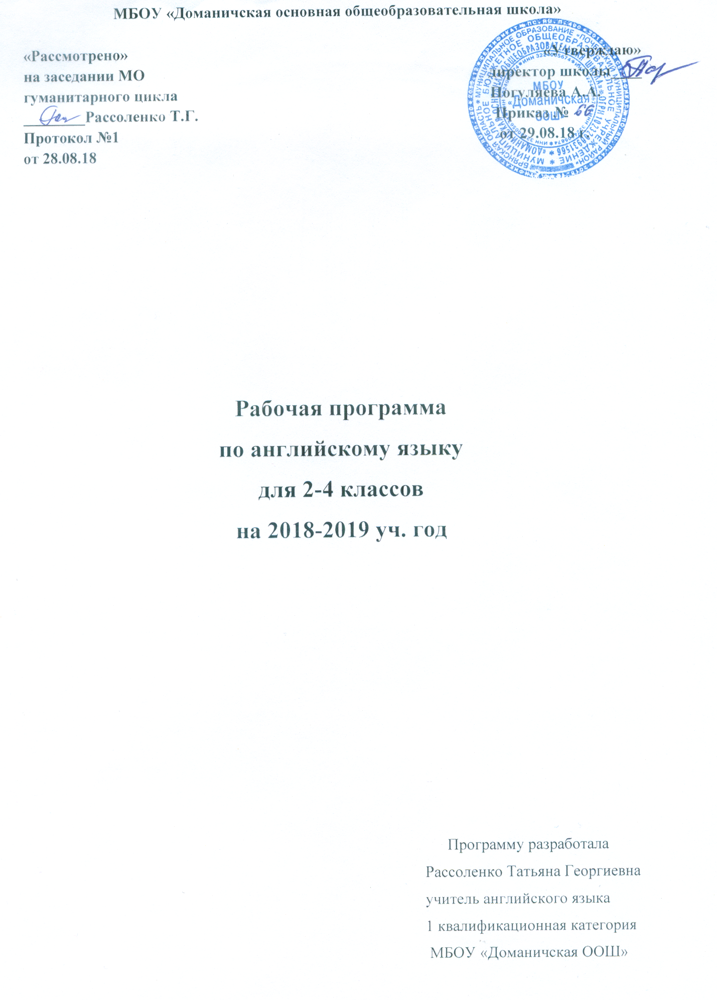 МБОУ «Доманичская основная общеобразовательная школа»
«Рассмотрено»
на заседании МО
гуманитарного цикла
Рассоленко Т.Г.
Протокол №1
от 28.08.18
«Утверждаю»
директор школы
Погуляева А.А.
Приказ № 66
от 29.08.18 г.
МБОУ
«Доманичская
ООШ»
Рабочая программа
по английскому языку
для 2-4 классов
на 2018-2019 уч. год
Программу разработала
Рассоленко Татьяна Георгиевна
учитель английского языка
1 квалификационная категория
МБОУ «Доманичская ООШ»